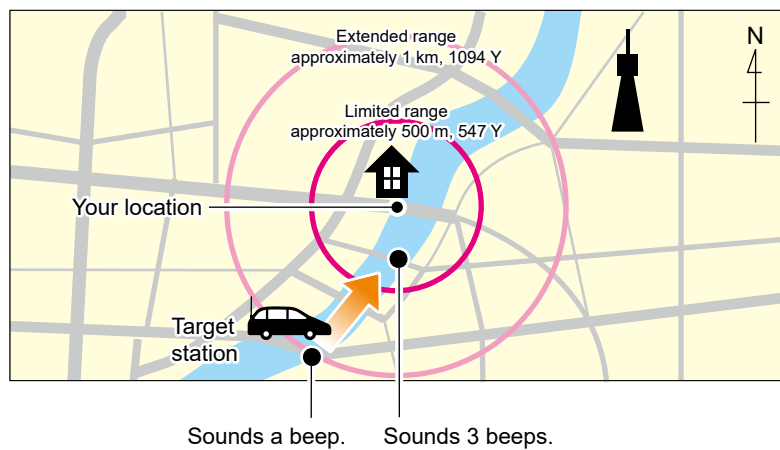 Extended range
approximately 1 km, 1094 Y
N
Limited range
approximately 500 m, 547 Y
Your location
Target
station
Sounds a beep.
Sounds 3 beeps.